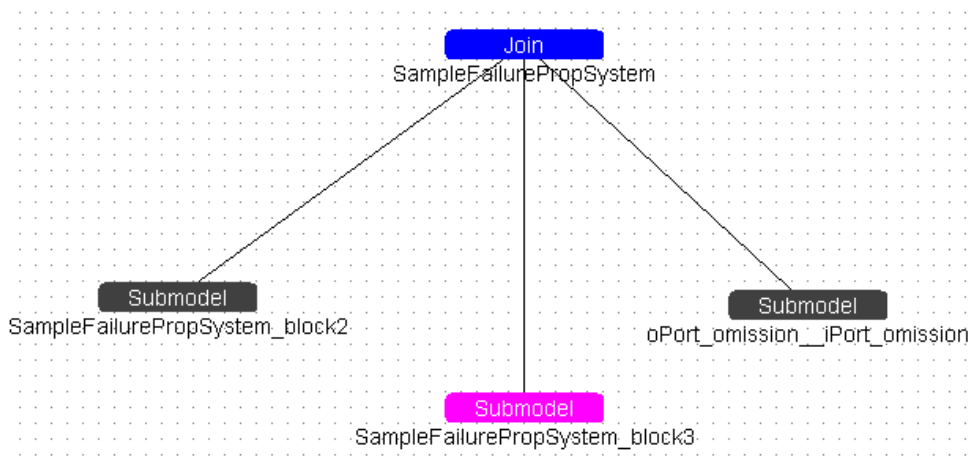 Join
SampleFailurePropSystem
Submodel
SampleFailurePropSystem_block2
Submodel
oPort_omission__iPort_omission
Submodel
SampleFailurePropSystem_block3